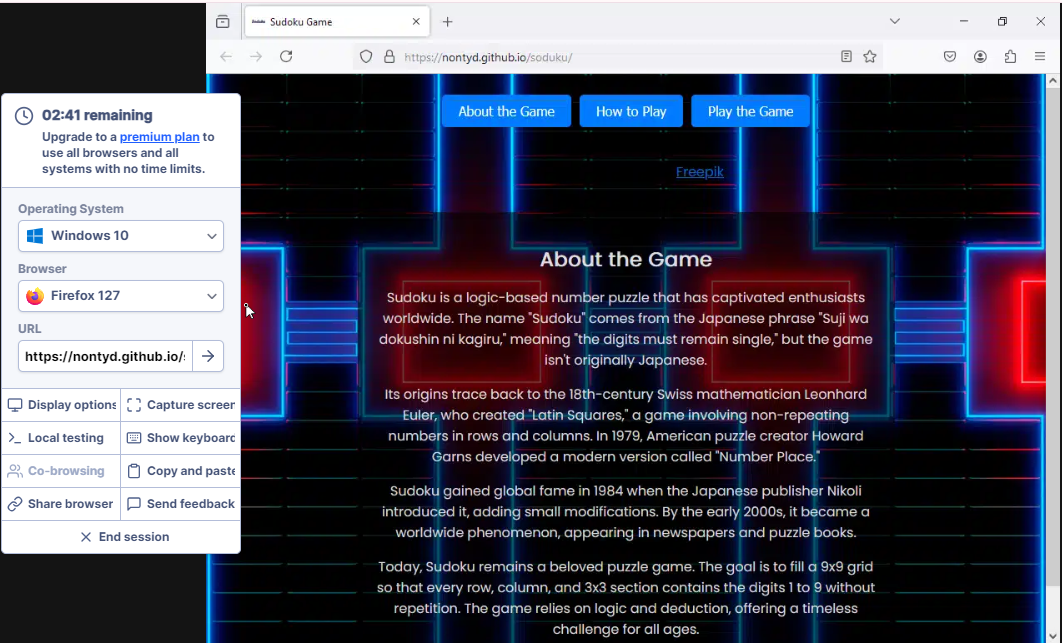 Sudoku Game
https://nontyd.github.io/soduku/
02:41 remaining
Upgrade to a premium plan to
use all browsers and all
systems with no time limits.
Operating System
Windows 10
Browser
Firefox 127
URL
https://nontyd.github.io/s
Display options
Capture screen
Local testing
Show keyboard
Co-browsing
Copy and paste
Share browser
Send feedback
End session
About the Game
How to Play
Play the Game
Freepik
About the Game
Sudoku is a logic-based number puzzle that has captivated enthusiasts
worldwide. The name "Sudoku" comes from the Japanese phrase "Suji wa
dokushin ni kagiru," meaning "the digits must remain single," but the game
isn't originally Japanese.
Its origins trace back to the 18th-century Swiss mathematician Leonhard
Euler, who created "Latin Squares," a game involving non-repeating
numbers in rows and columns. In 1979, American puzzle creator Howard
Garns developed a modern version called "Number Place."
Sudoku gained global fame in 1984 when the Japanese publisher Nikoli
introduced it, adding small modifications. By the early 2000s, it became a
worldwide phenomenon, appearing in newspapers and puzzle books.
Today, Sudoku remains a beloved puzzle game. The goal is to fill a 9x9 grid
so that every row, column, and 3x3 section contains the digits 1 to 9 without
repetition. The game relies on logic and deduction, offering a timeless
challenge for all ages.